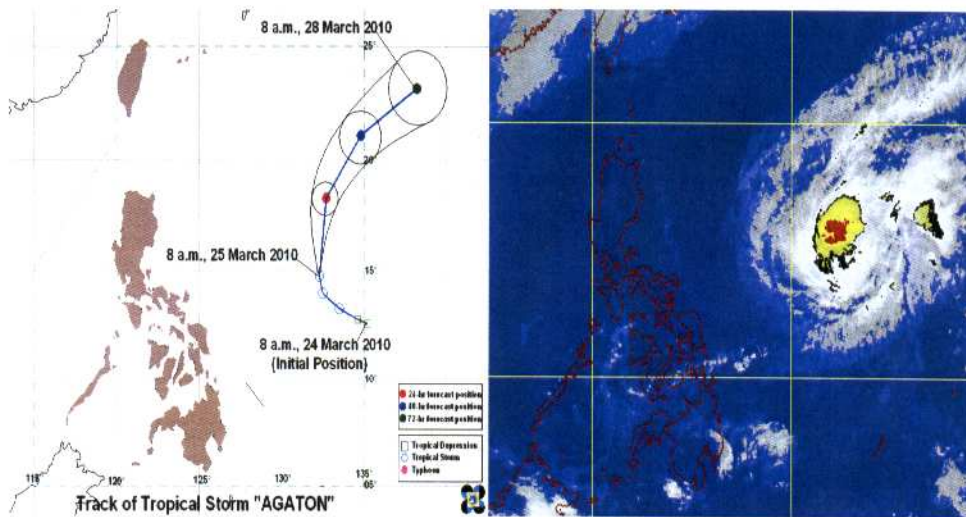 8 a.m., 28 March 2010
25
20
8 a.m., 25 March 2010
15
8 a.m., 24 March 2010
(Initial Position)
10
24-hr forecast position
48-hr forecast position
72-hr forecast position
Tropical Depression
Tropical Storm
Typhoon
115
120
125
130
135
05
Track of Tropical Storm "AGATON"